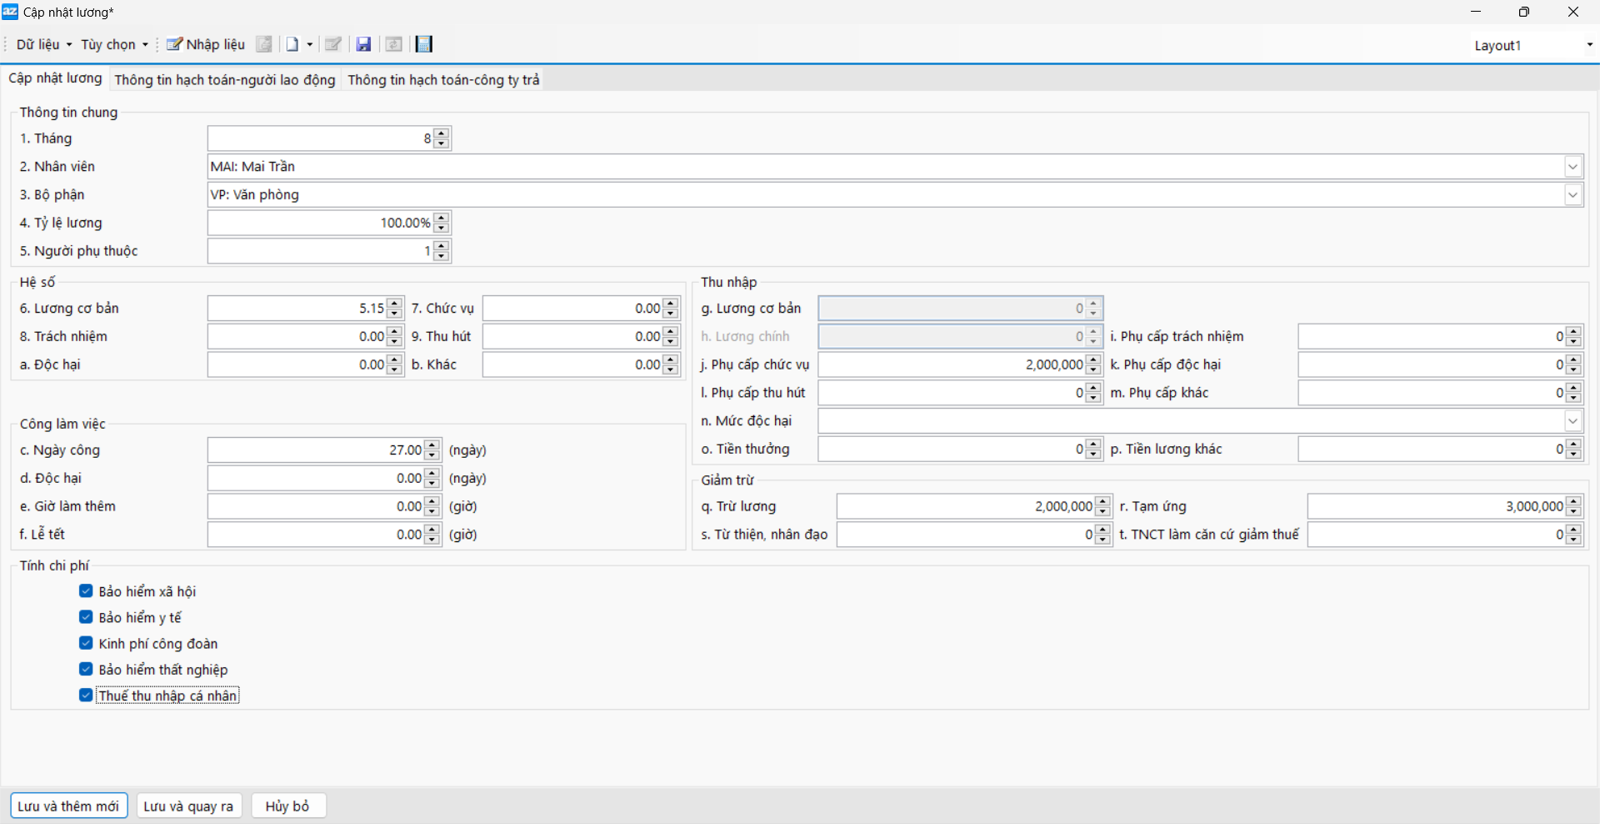 az Cập nhật lương*
Dữ liệu Tùy chọn Nhập liệu Layout1
Cập nhật lương Thông tin hạch toán-người lao động Thông tin hạch toán-công ty trả
Thông tin chung
1. Tháng 8
2. Nhân viên MAI: Mai Trần
3. Bộ phận VP: Văn phòng
4. Tỷ lệ lương 100.00%
5. Người phụ thuộc 1
Hệ số
6. Lương cơ bản 5.15 7. Chức vụ 0.00
8. Trách nhiệm 0.00 9. Thu hút 0.00
a. Độc hại 0.00 b. Khác 0.00
Công làm việc
c. Ngày công 27.00 (ngày)
d. Độc hại 0.00 (ngày)
e. Giờ làm thêm 0.00 (giờ)
f. Lễ tết 0.00 (giờ)
Thu nhập
g. Lương cơ bản 0
h. Lương chính 0 i. Phụ cấp trách nhiệm 0
j. Phụ cấp chức vụ 2,000,000 k. Phụ cấp độc hại 0
l. Phụ cấp thu hút 0 m. Phụ cấp khác 0
n. Mức độc hại
o. Tiền thưởng 0 p. Tiền lương khác 0
Giảm trừ
q. Trừ lương 2,000,000 r. Tạm ứng 3,000,000
s. Từ thiện, nhân đạo 0 t. TNCT làm căn cứ giảm thuế 0
Tính chi phí
Bảo hiểm xã hội
Bảo hiểm y tế
Kinh phí công đoàn
Bảo hiểm thất nghiệp
Thuế thu nhập cá nhân
Lưu và thêm mới Lưu và quay ra Hủy bỏ